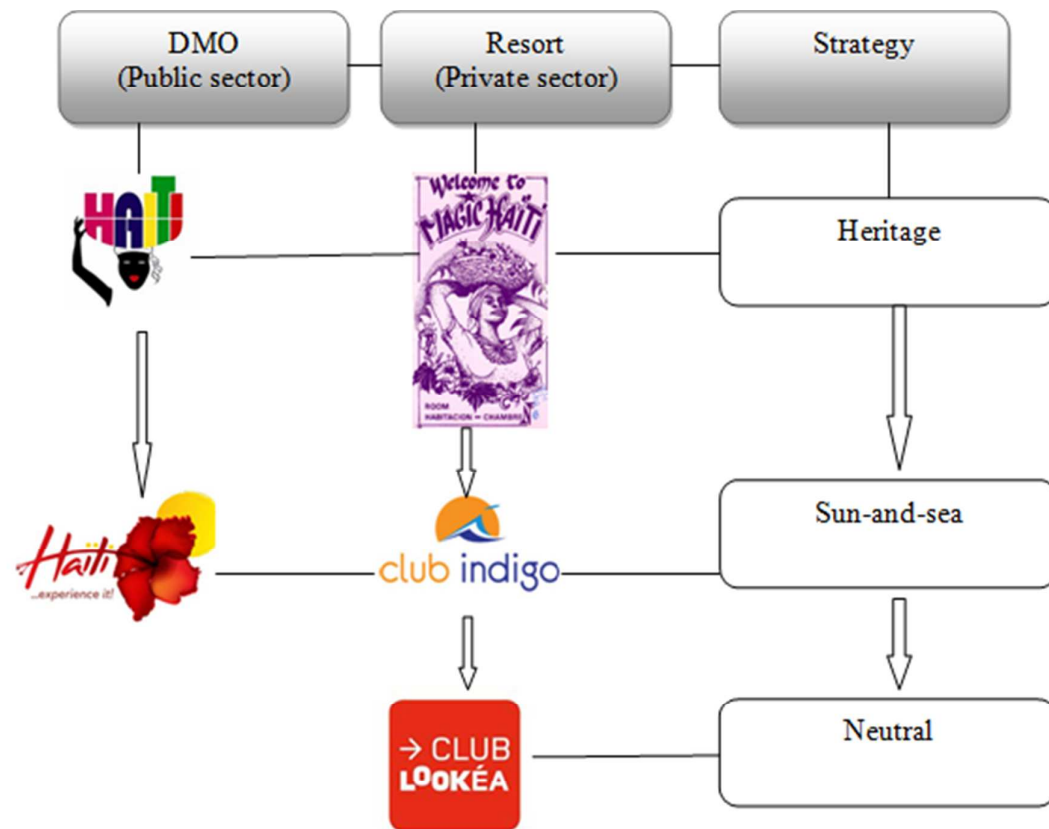 DMO
(Public sector)
Resort
(Private sector)
Strategy
HAITI
Welcome to
MAGIC HAÏTI
ROOM
HABITACION – CHAMBRE
Heritage
Haïti
...experience it!
club indigo
Sun-and-sea
→ CLUB
LOOKÉA
Neutral